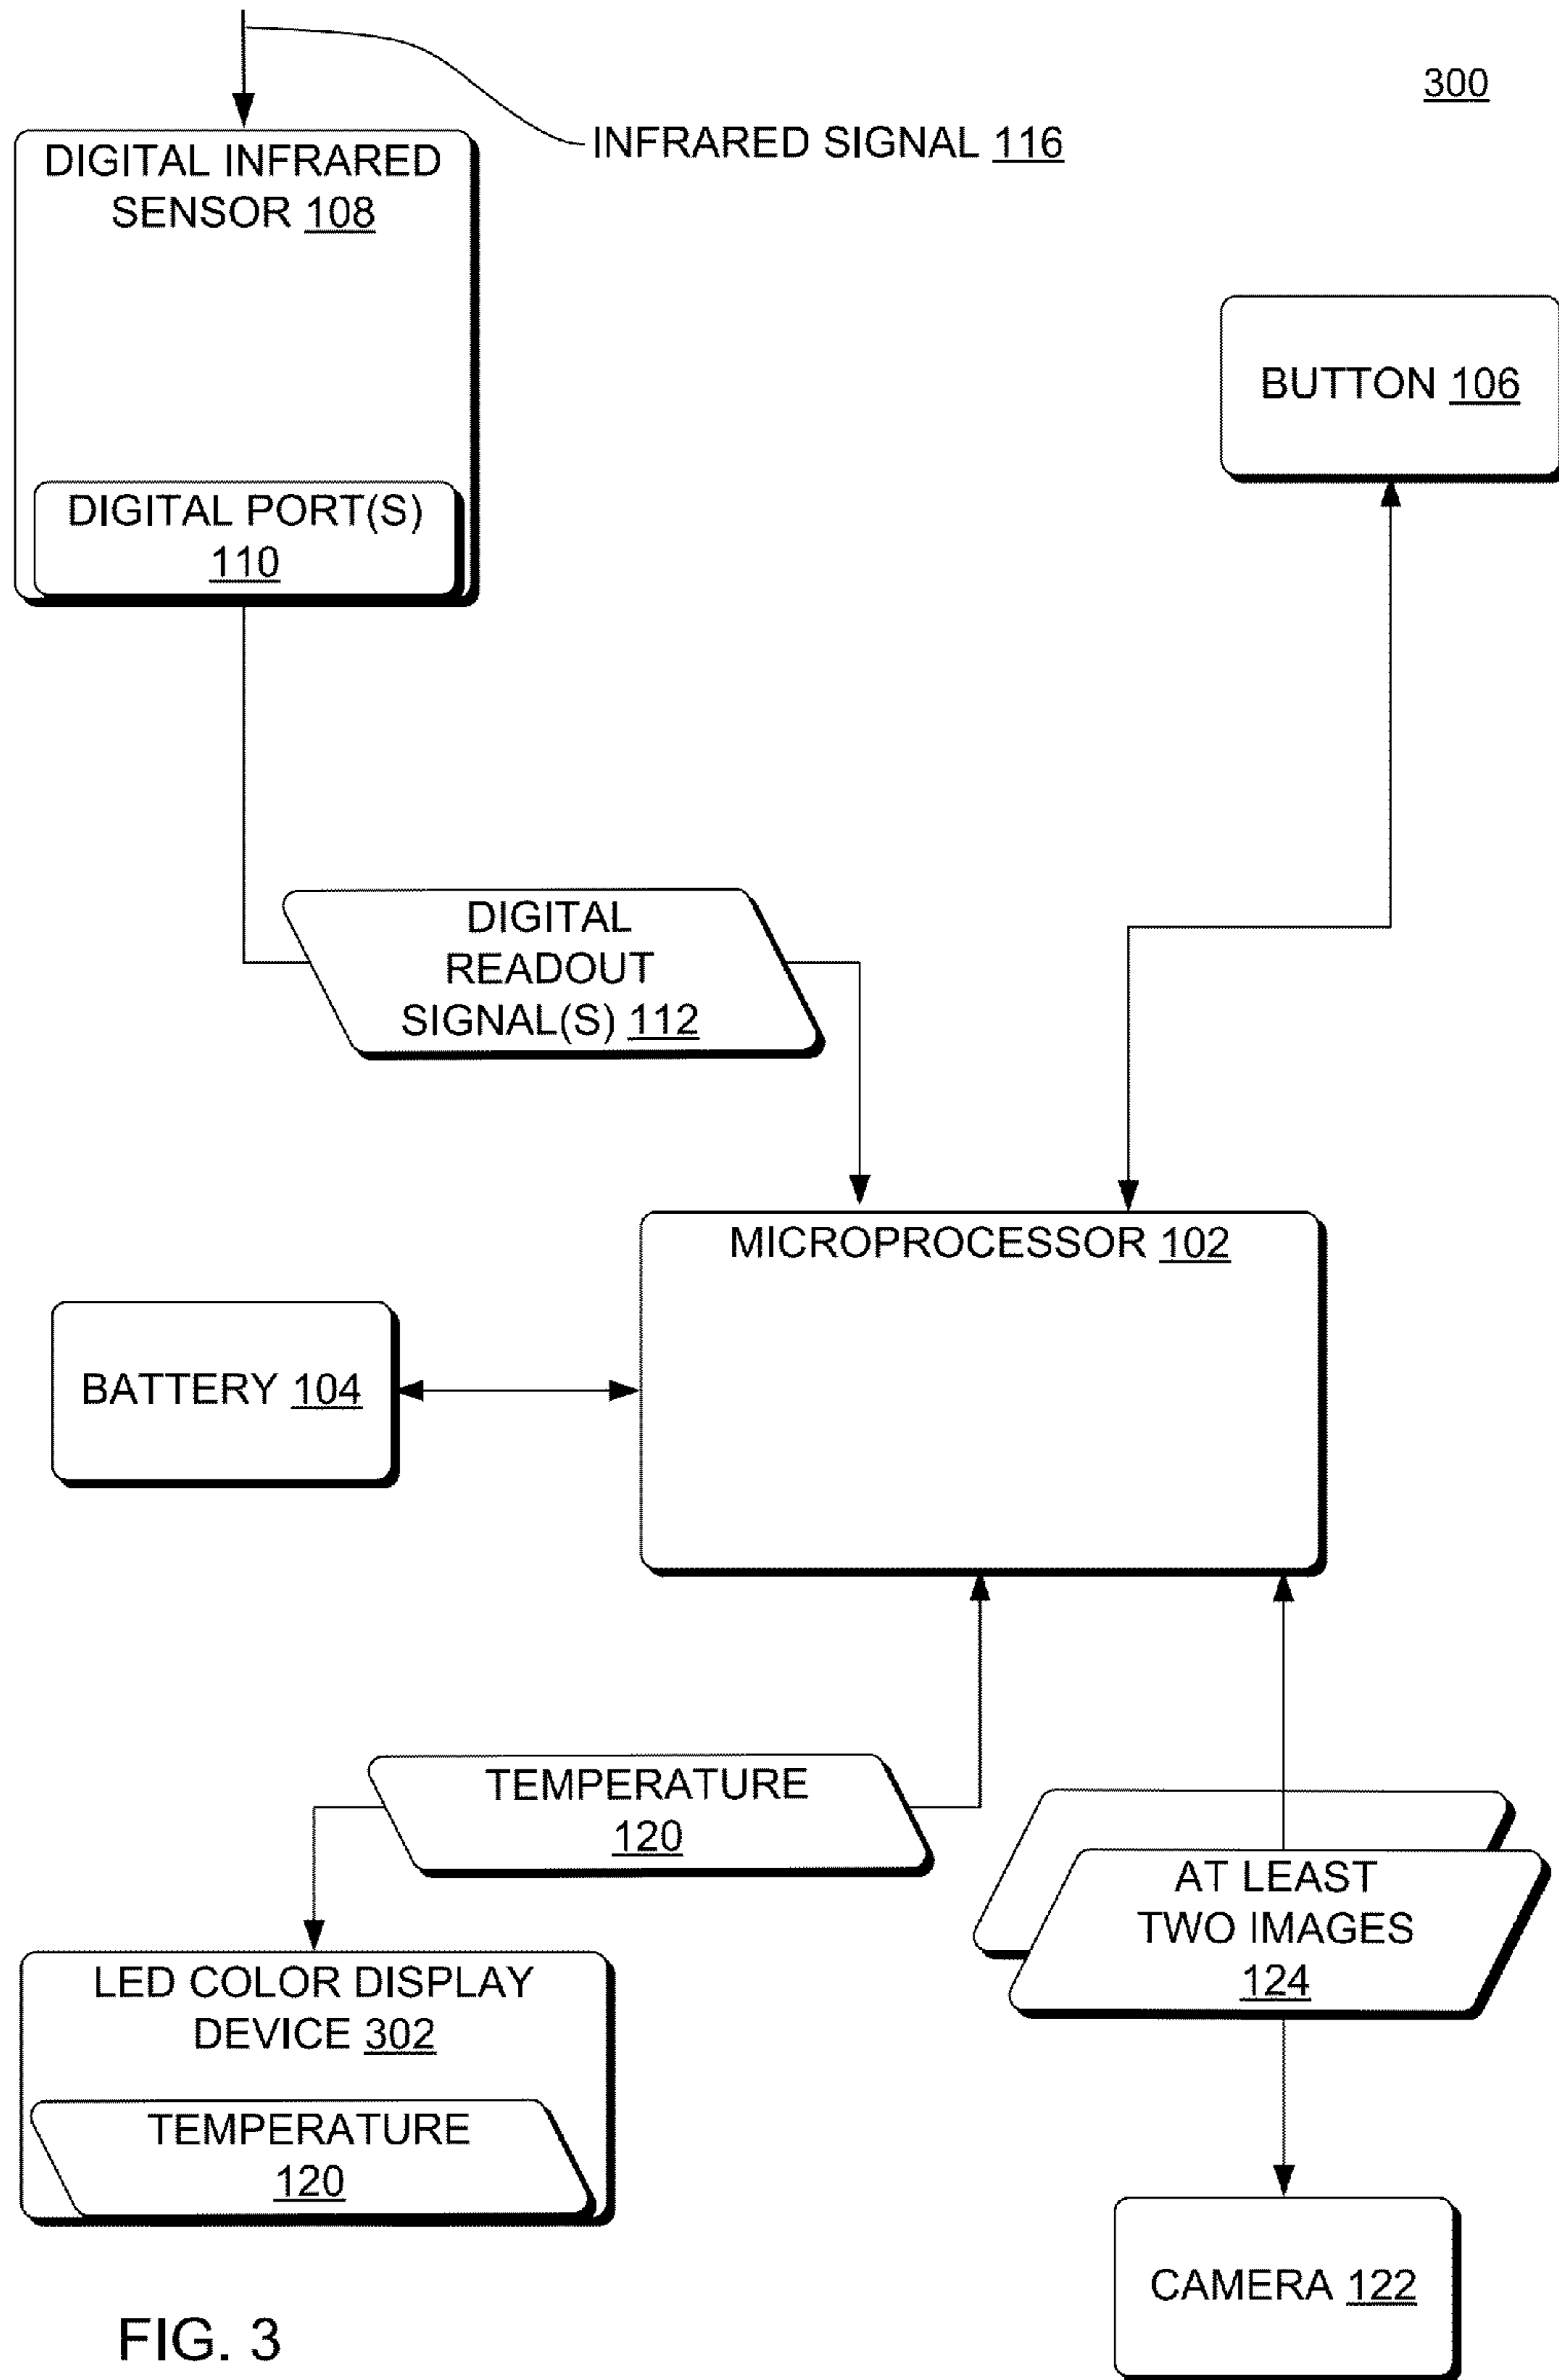 300
INFRARED SIGNAL 116
DIGITAL INFRARED
SENSOR 108
DIGITAL PORT(S)
110
BUTTON 106
DIGITAL
READOUT
SIGNAL(S) 112
MICROPROCESSOR 102
BATTERY 104
TEMPERATURE
120
AT LEAST
TWO IMAGES
124
LED COLOR DISPLAY
DEVICE 302
TEMPERATURE
120
CAMERA 122
FIG. 3